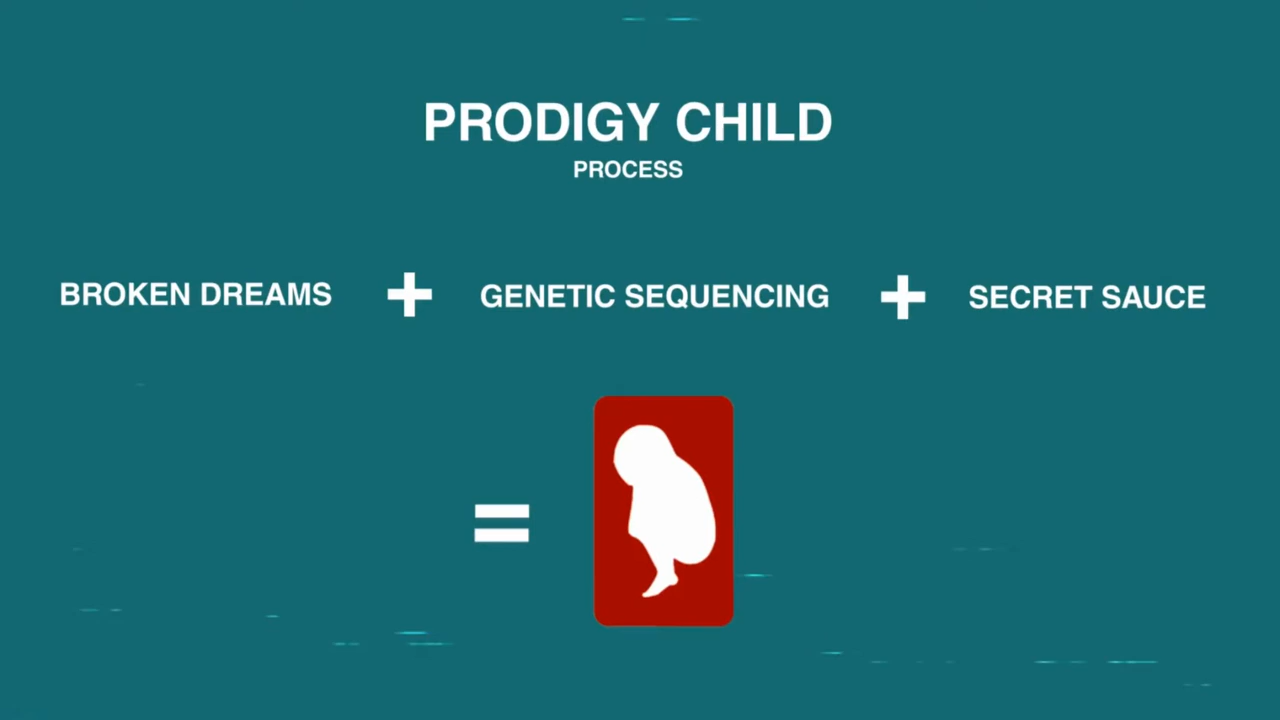 PRODIGY CHILD
PROCESS
BROKEN DREAMS + GENETIC SEQUENCING + SECRET SAUCE
=